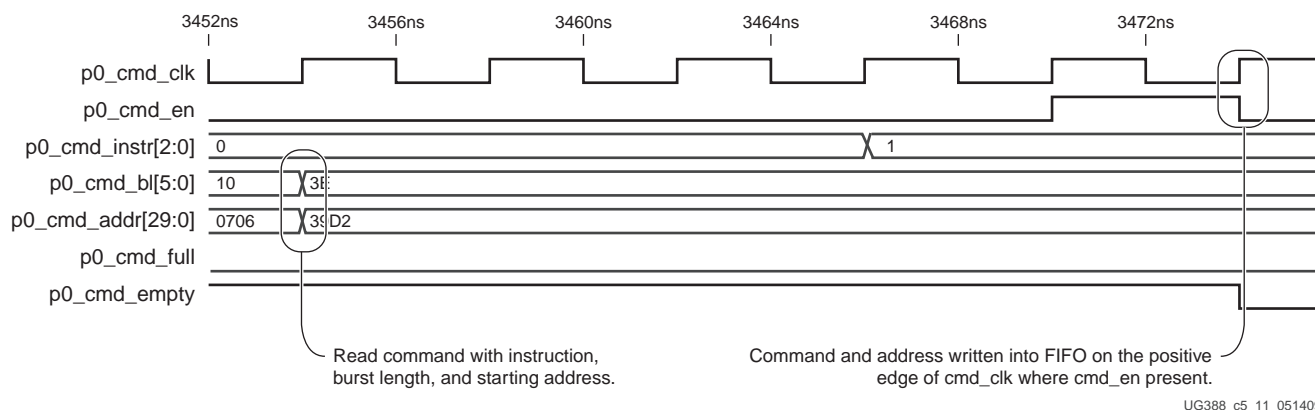 3452ns 3456ns 3460ns 3464ns 3468ns 3472ns
p0_cmd_clk
p0_cmd_en
p0_cmd_instr[2:0] 0 1
p0_cmd_bl[5:0] 10 3E
p0_cmd_addr[29:0] 0706 39D2
p0_cmd_full
p0_cmd_empty
Read command with instruction,
burst length, and starting address.
Command and address written into FIFO on the positive
edge of cmd_clk where cmd_en present.
UG388_c5_11_051409